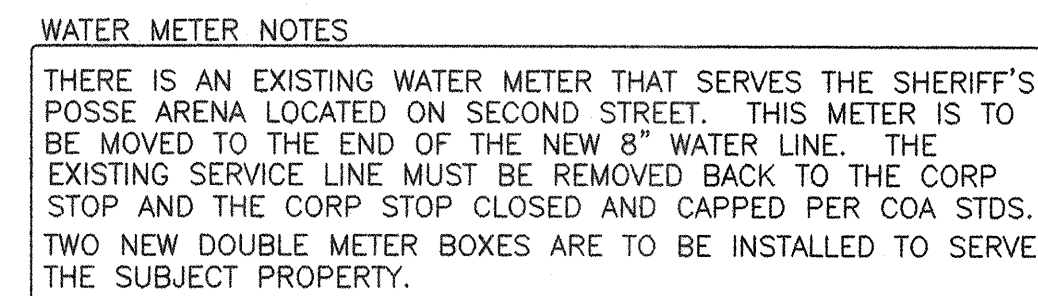 WATER METER NOTES
THERE IS AN EXISTING WATER METER THAT SERVES THE SHERIFF'S
POSSE ARENA LOCATED ON SECOND STREET. THIS METER IS TO
BE MOVED TO THE END OF THE NEW 8" WATER LINE. THE
EXISTING SERVICE LINE MUST BE REMOVED BACK TO THE CORP
STOP AND THE CORP STOP CLOSED AND CAPPED PER COA STDS.
TWO NEW DOUBLE METER BOXES ARE TO BE INSTALLED TO SERVE
THE SUBJECT PROPERTY.